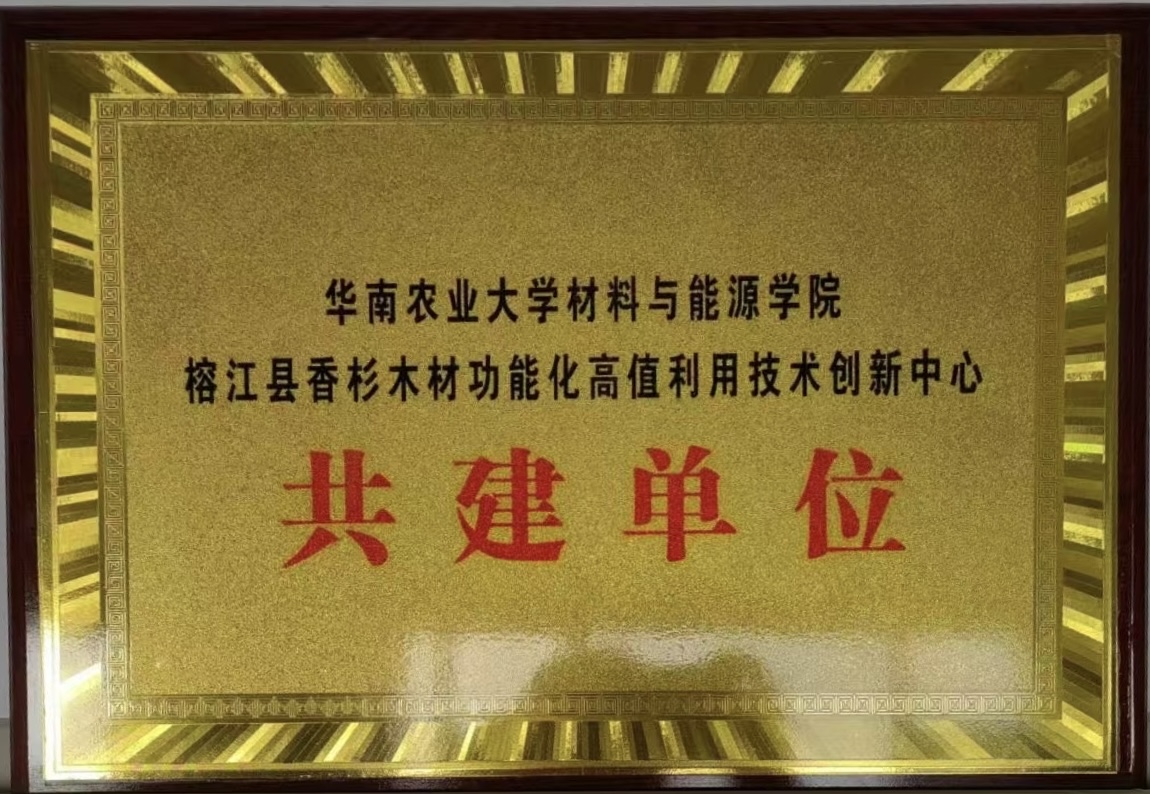 华南农业大学材料与能源学院
榕江县香杉木材功能化高值利用技术创新中心
共建单位